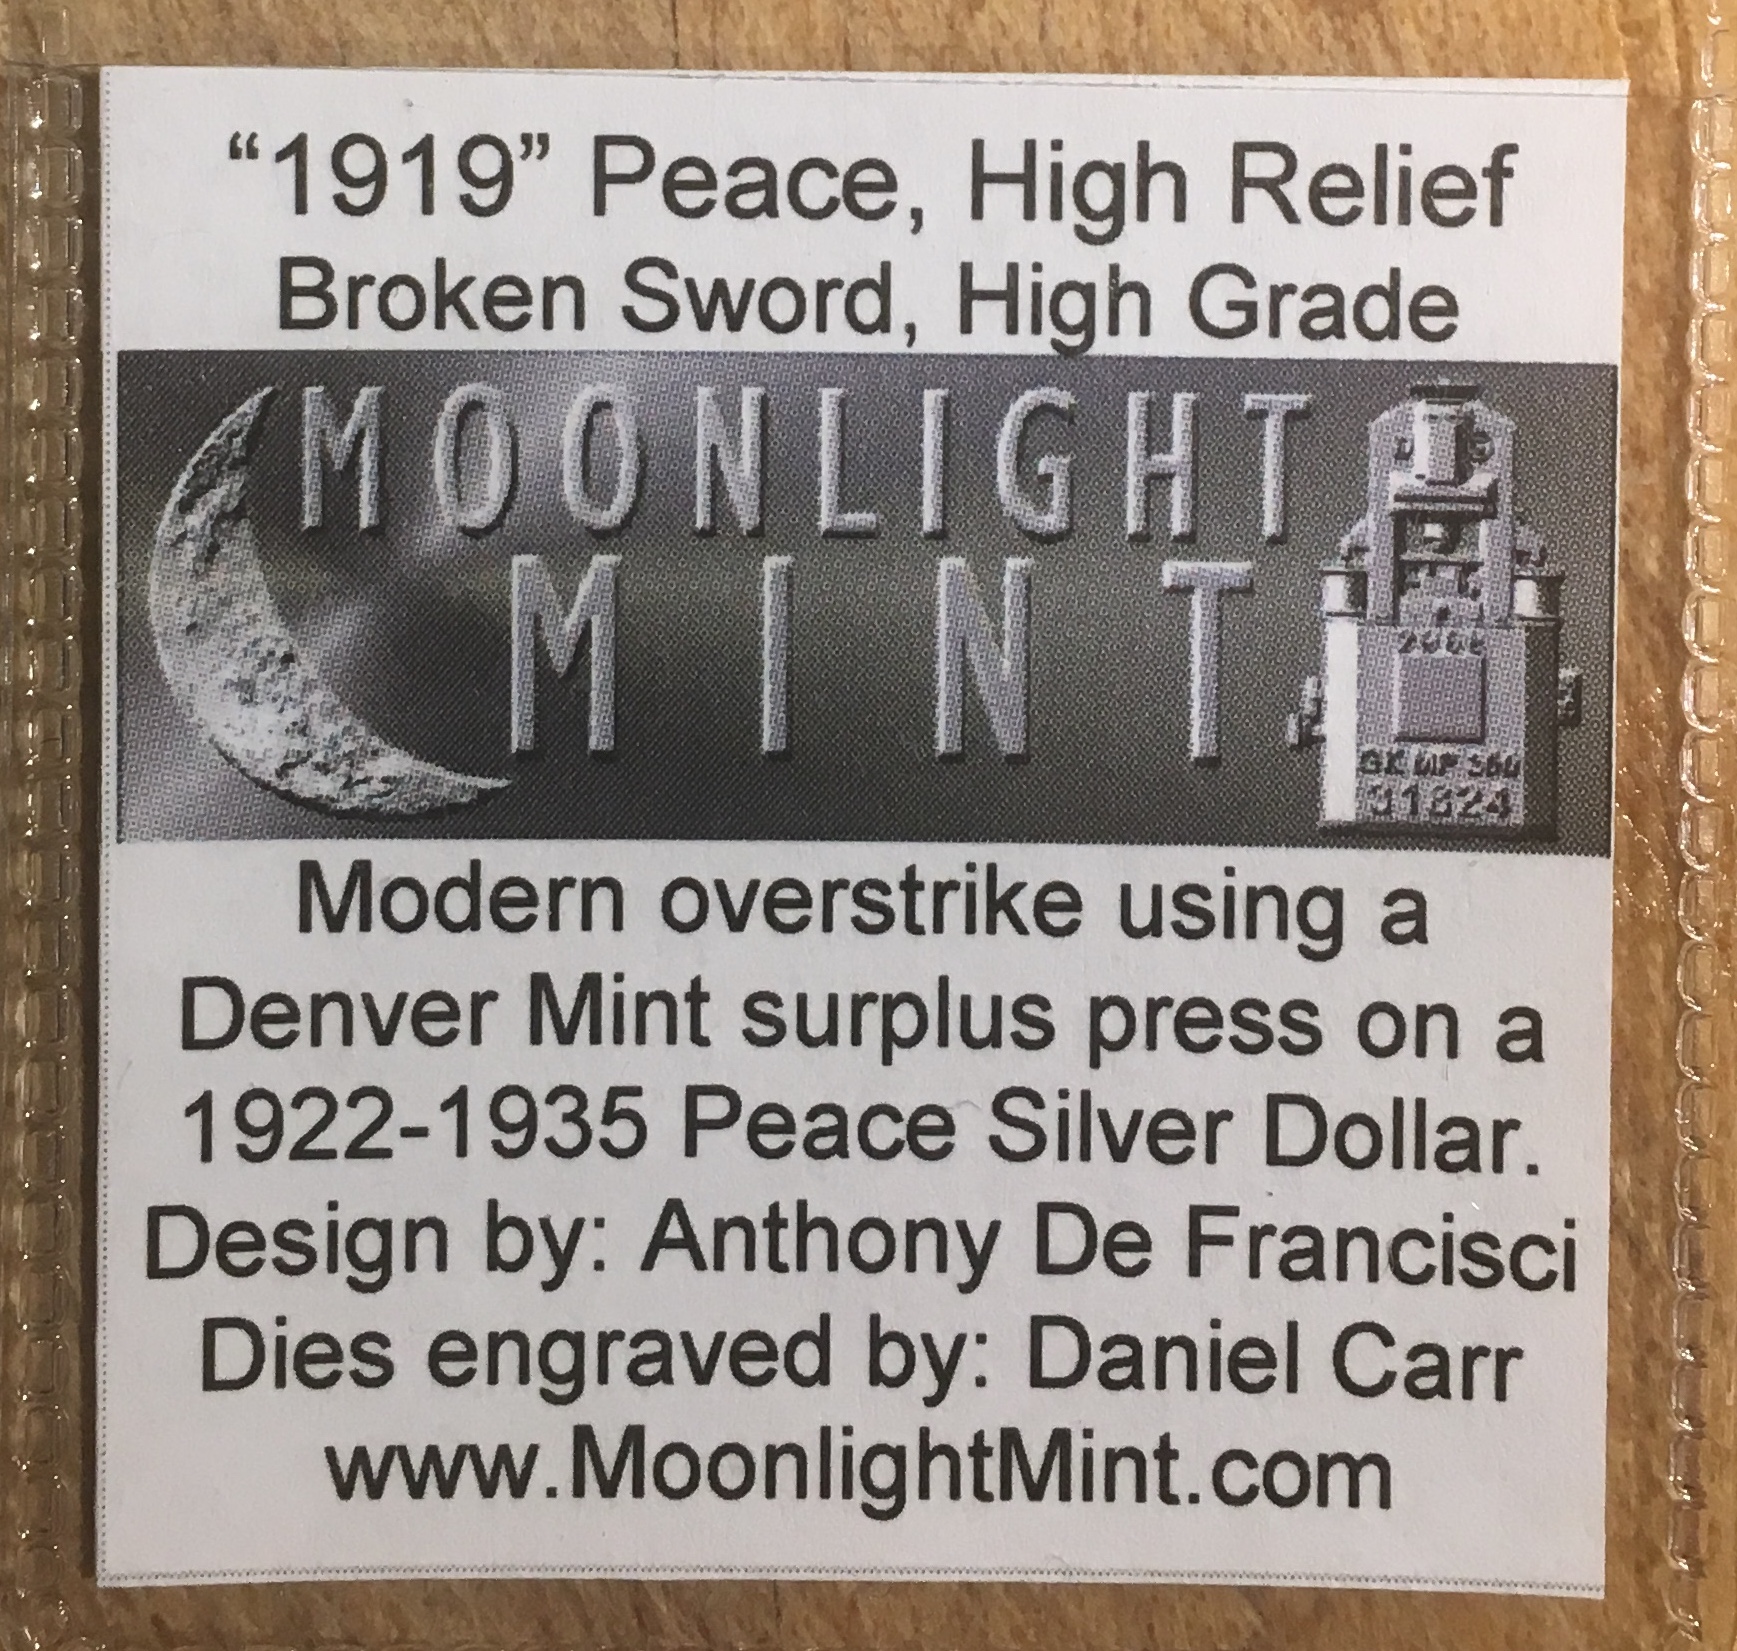 “1919” Peace, High Relief
Broken Sword, High Grade
MOONLIGHT
MINT
31824
Modern overstrike using a
Denver Mint surplus press on a
1922-1935 Peace Silver Dollar.
Design by: Anthony De Francisci
Dies engraved by: Daniel Carr
www.MoonlightMint.com